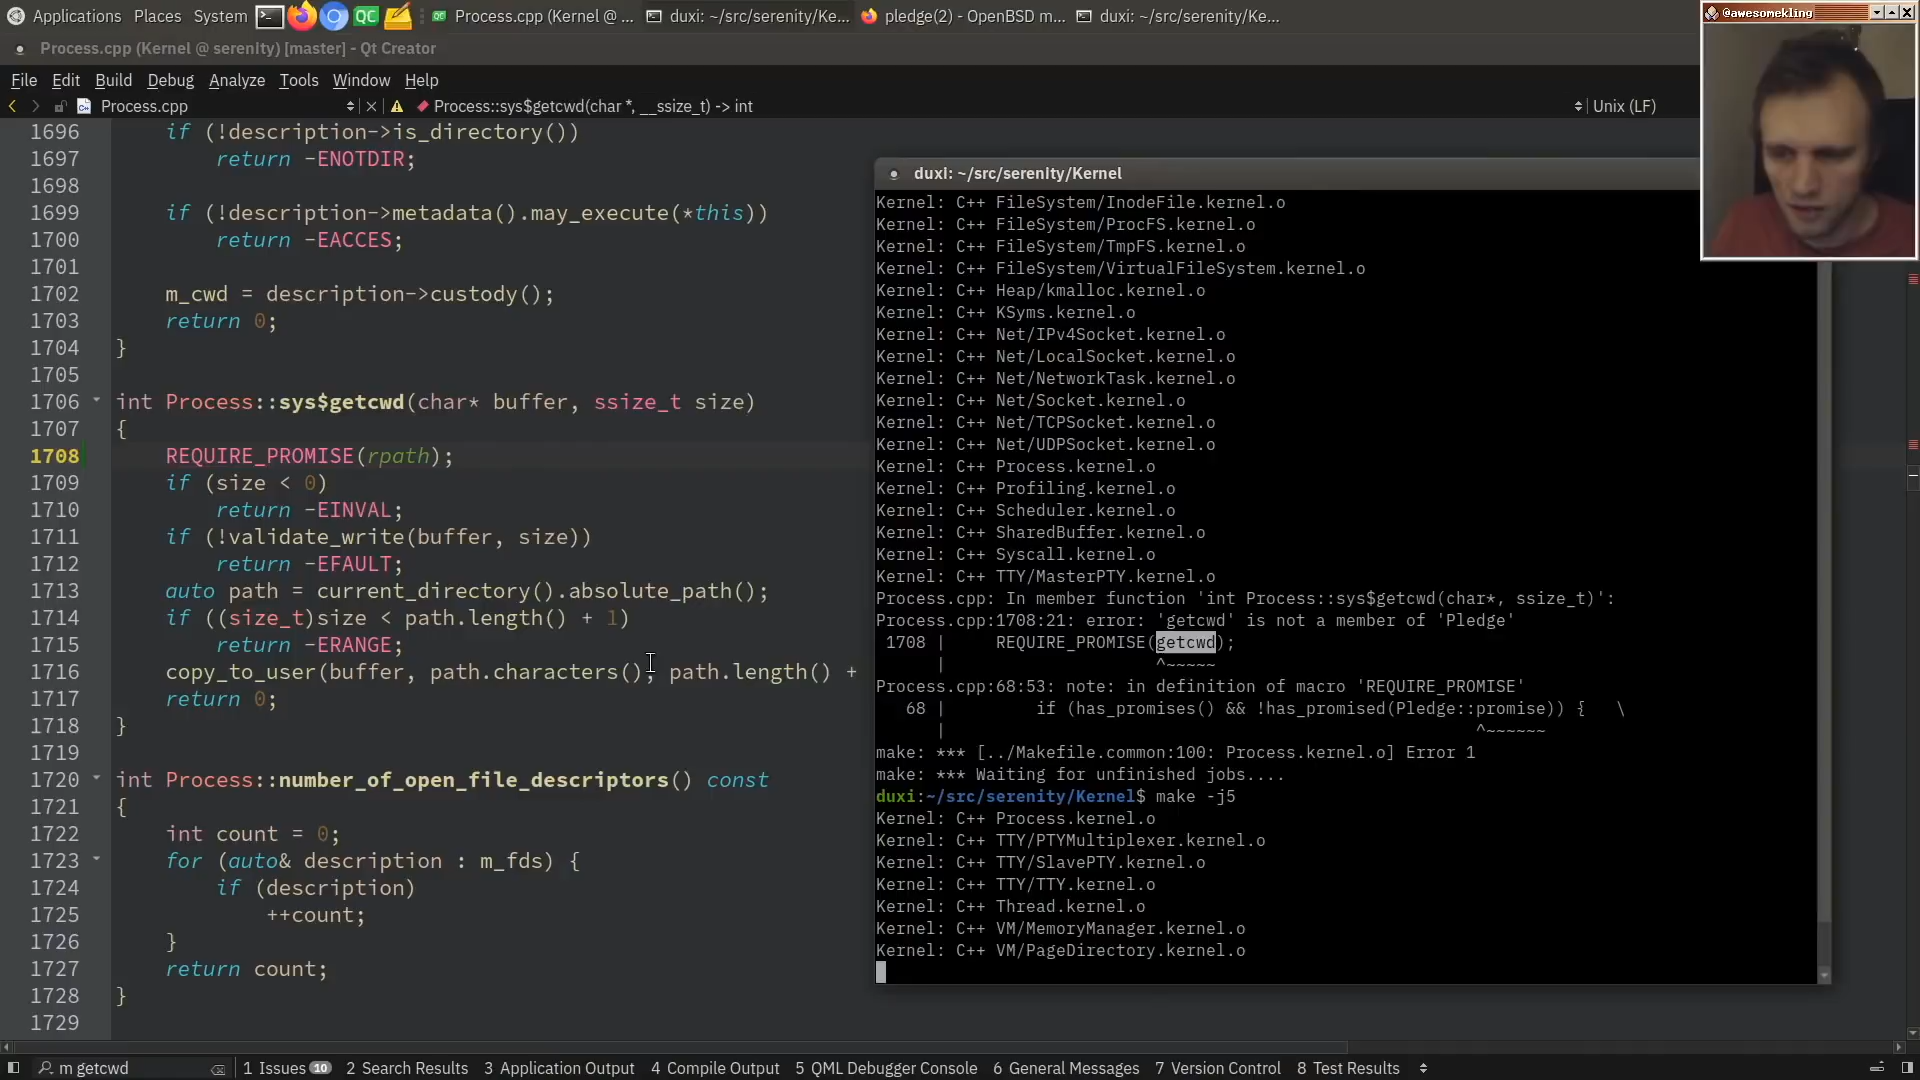 Applications Places System
Process.cpp (Kernel @ ...
duxi: ~/src/serenity/Ke...
pledge(2) - OpenBSD m...
duxi: ~/src/serenity/Ke...
@awesomekling
Process.cpp (Kernel @ serenity) [master] - Qt Creator
File Edit Build Debug Analyze Tools Window Help
Process.cpp
Process::sys$getcwd(char *, __ssize_t) -> int
Unix (LF)
1696 if (!description->is_directory())
1697 return -ENOTDIR;
1698
1699 if (!description->metadata().may_execute(*this))
1700 return -EACCES;
1701
1702 m_cwd = description->custody();
1703 return 0;
1704 }
1705
1706 int Process::sys$getcwd(char* buffer, ssize_t size)
1707 {
1708 REQUIRE_PROMISE(rpath);
1709 if (size < 0)
1710 return -EINVAL;
1711 if (!validate_write(buffer, size))
1712 return -EFAULT;
1713 auto path = current_directory().absolute_path();
1714 if ((size_t)size < path.length() + 1)
1715 return -ERANGE;
1716 copy_to_user(buffer, path.characters(), path.length() +
1717 return 0;
1718 }
1719
1720 int Process::number_of_open_file_descriptors() const
1721 {
1722 int count = 0;
1723 for (auto& description : m_fds) {
1724 if (description)
1725 ++count;
1726 }
1727 return count;
1728 }
1729
duxi: ~/src/serenity/Kernel
Kernel: C++ FileSystem/InodeFile.kernel.o
Kernel: C++ FileSystem/ProcFS.kernel.o
Kernel: C++ FileSystem/TmpFS.kernel.o
Kernel: C++ FileSystem/VirtualFileSystem.kernel.o
Kernel: C++ Heap/kmalloc.kernel.o
Kernel: C++ KSyms.kernel.o
Kernel: C++ Net/IPv4Socket.kernel.o
Kernel: C++ Net/LocalSocket.kernel.o
Kernel: C++ Net/NetworkTask.kernel.o
Kernel: C++ Net/Socket.kernel.o
Kernel: C++ Net/TCPSocket.kernel.o
Kernel: C++ Net/UDPSocket.kernel.o
Kernel: C++ Process.kernel.o
Kernel: C++ Profiling.kernel.o
Kernel: C++ Scheduler.kernel.o
Kernel: C++ SharedBuffer.kernel.o
Kernel: C++ Syscall.kernel.o
Kernel: C++ TTY/MasterPTY.kernel.o
Process.cpp: In member function 'int Process::sys$getcwd(char*, ssize_t)':
Process.cpp:1708:21: error: 'getcwd' is not a member of 'Pledge'
1708 | REQUIRE_PROMISE(getcwd);
| ^~~~~~
Process.cpp:68:53: note: in definition of macro 'REQUIRE_PROMISE'
68 | if (has_promises() && !has_promised(Pledge::promise)) { \
| ^~~~~~~
make: *** [../Makefile.common:100: Process.kernel.o] Error 1
make: *** Waiting for unfinished jobs....
duxi:~/src/serenity/Kernel$ make -j5
Kernel: C++ Process.kernel.o
Kernel: C++ TTY/PTYMultiplexer.kernel.o
Kernel: C++ TTY/SlavePTY.kernel.o
Kernel: C++ TTY/TTY.kernel.o
Kernel: C++ Thread.kernel.o
Kernel: C++ VM/MemoryManager.kernel.o
Kernel: C++ VM/PageDirectory.kernel.o
m getcwd
1 Issues 10 2 Search Results 3 Application Output 4 Compile Output 5 QML Debugger Console 6 General Messages 7 Version Control 8 Test Results